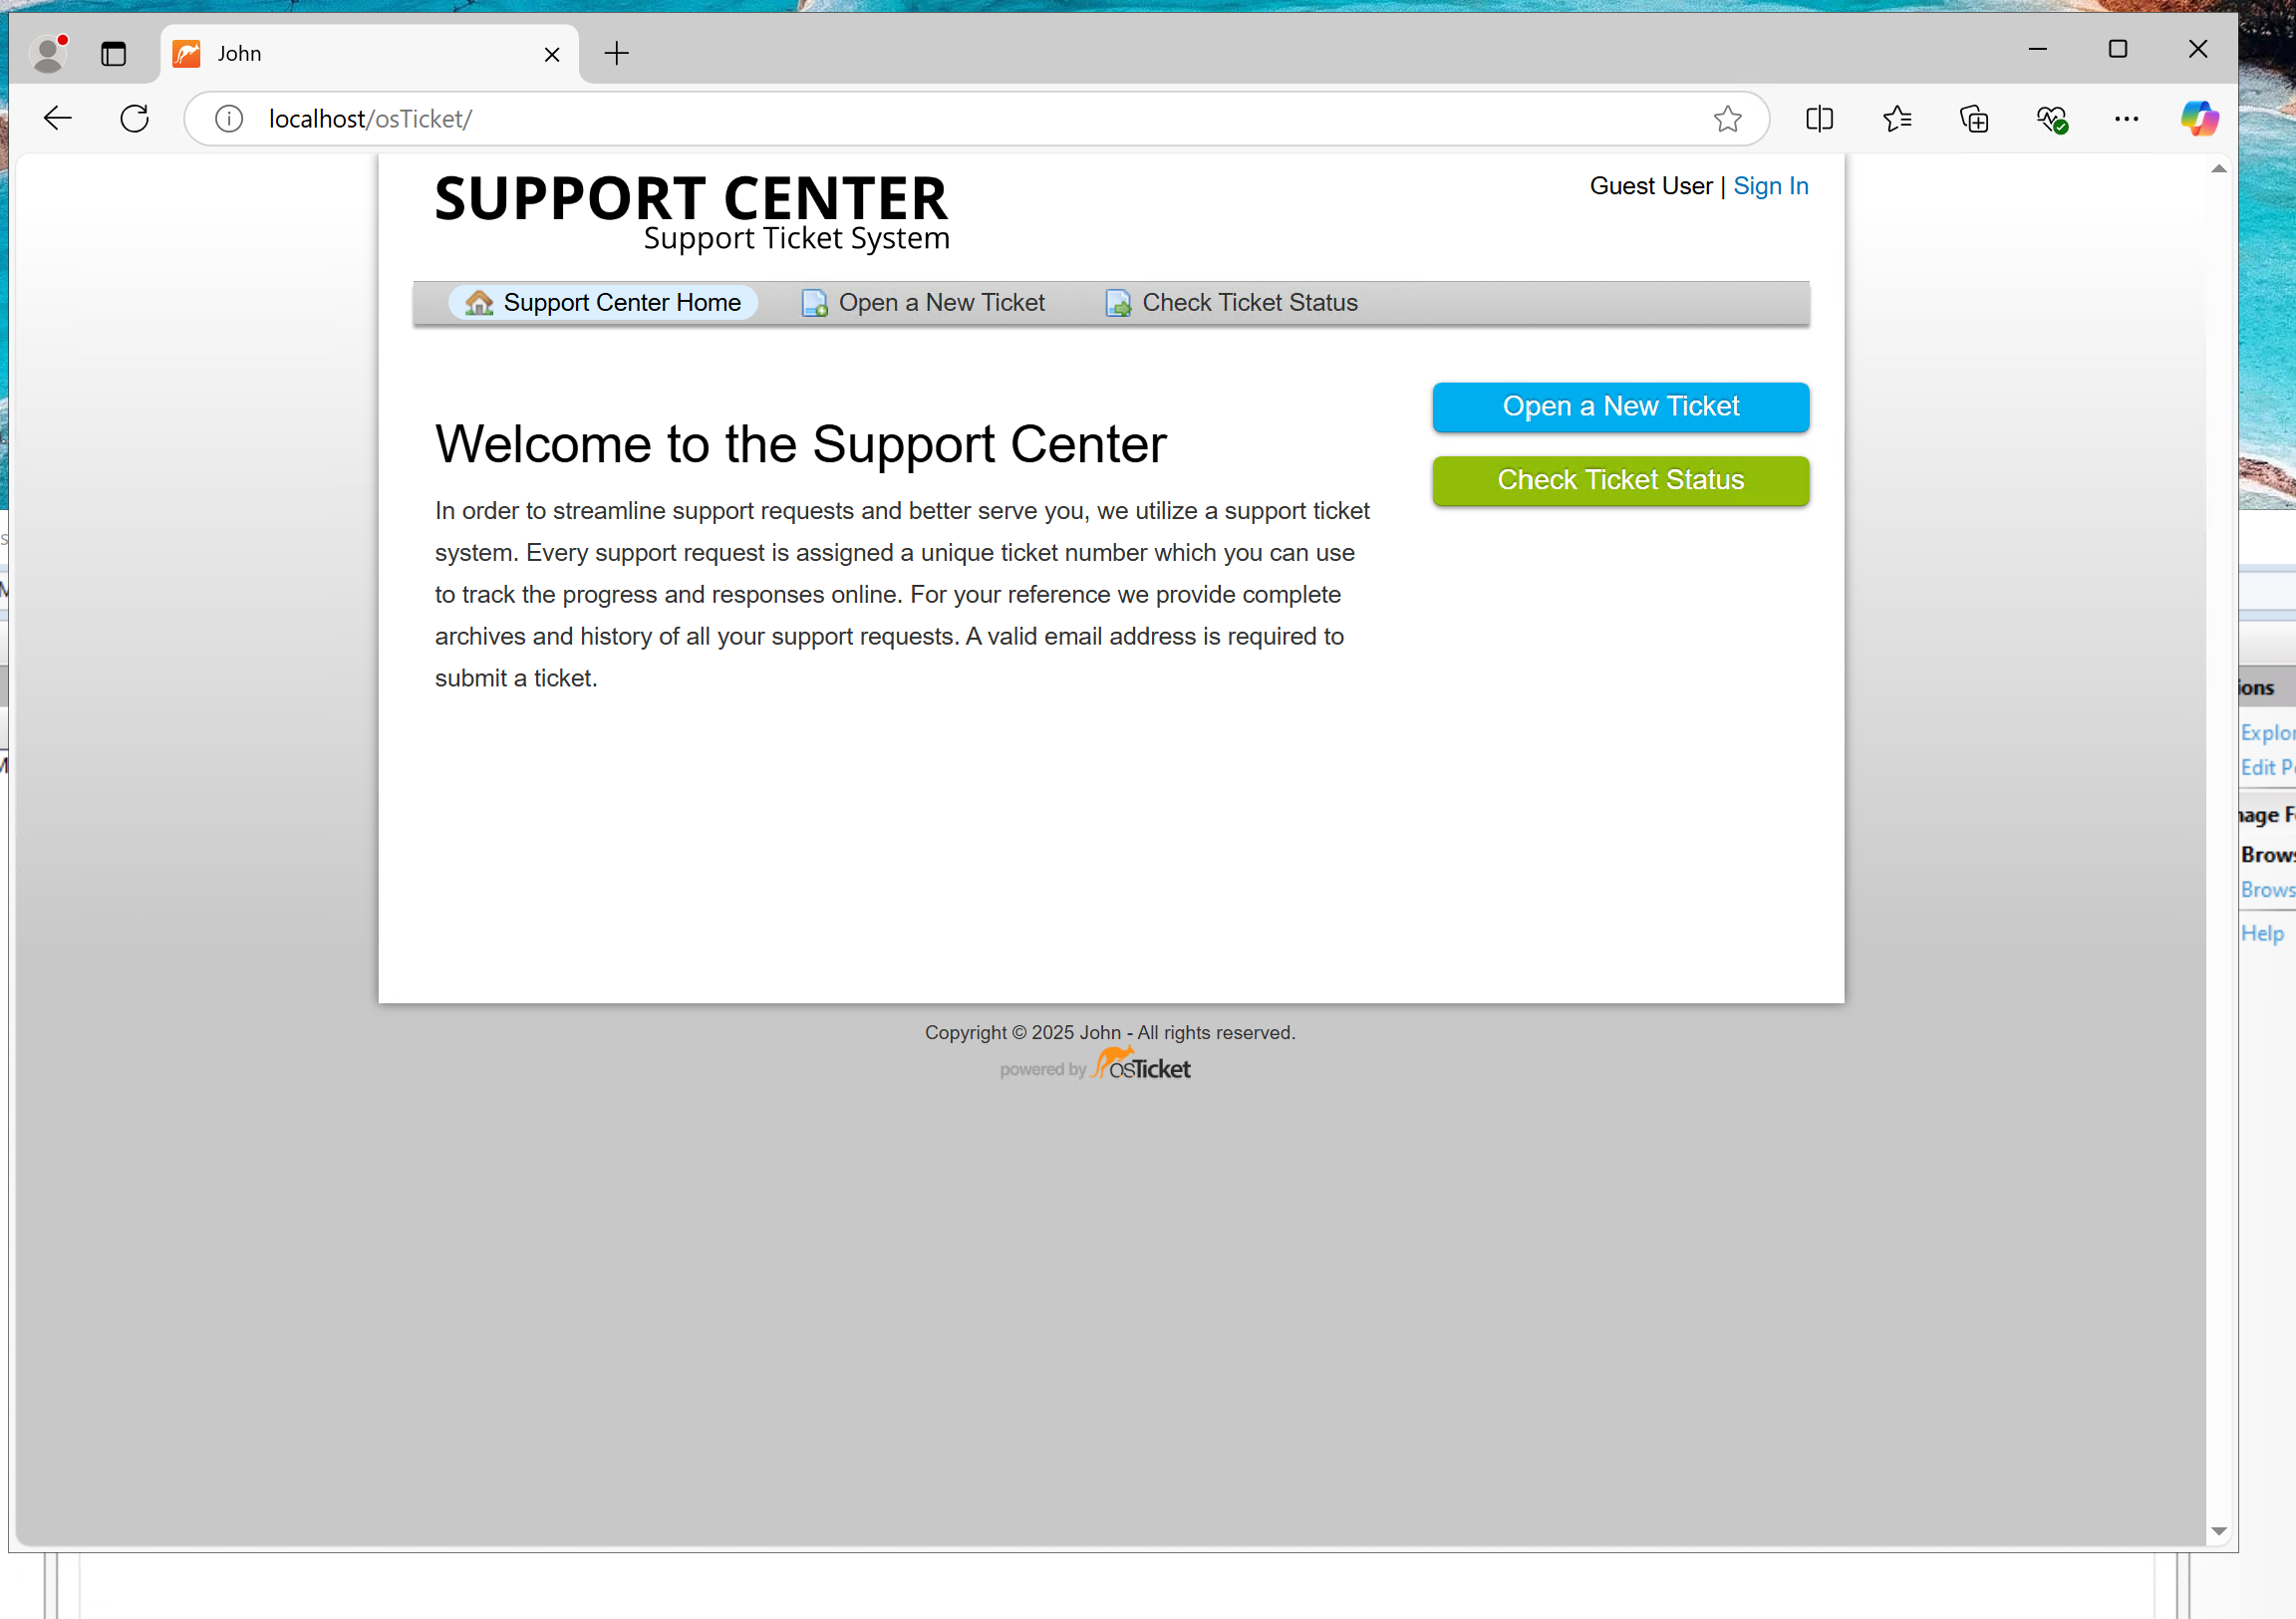 John
localhost/osTicket/
SUPPORT CENTER
Support Ticket System
Guest User | Sign In
Support Center Home
Open a New Ticket
Check Ticket Status
Open a New Ticket
Check Ticket Status
Welcome to the Support Center
In order to streamline support requests and better serve you, we utilize a support ticket
system. Every support request is assigned a unique ticket number which you can use
to track the progress and responses online. For your reference we provide complete
archives and history of all your support requests. A valid email address is required to
submit a ticket.
Copyright © 2025 John - All rights reserved.
powered by osTicket
ions
Explor
Edit P
age F
Brows
Brows
Help